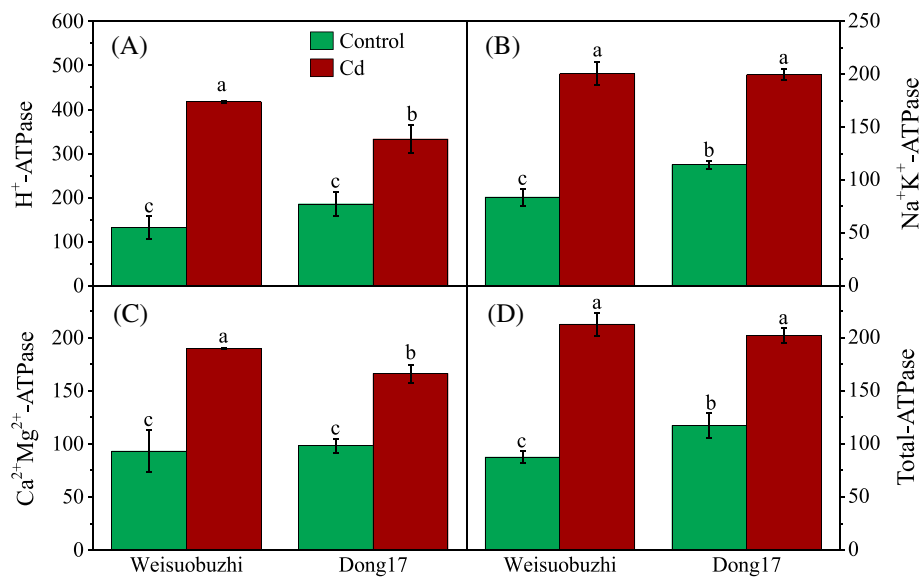 600
500
400
300
200
100
0
H⁺-ATPase
(A)
Control
Cd
c
a
c
b
(B)
c
a
b
a
250
200
150
100
50
0
Na⁺K⁺-ATPase
200
150
100
50
0
Ca²⁺Mg²⁺-ATPase
(C)
c
a
c
b
(D)
c
a
b
a
200
150
100
50
0
Total-ATPase
Weisuobuzhi
Dong17
Weisuobuzhi
Dong17